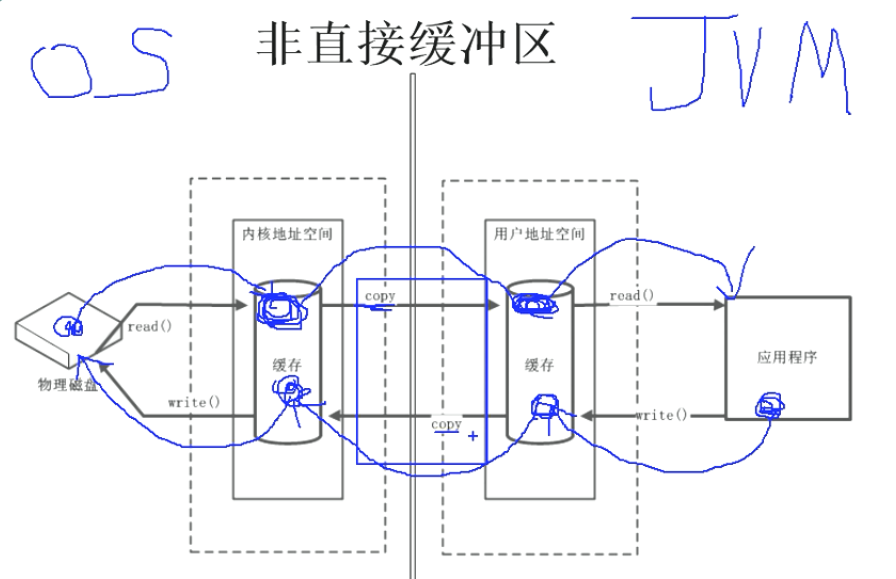 OS
非直接缓冲区
JVM
内核地址空间
用户地址空间
copy
read()
read()
缓存
缓存
应用程序
物理磁盘
write()
copy
write()